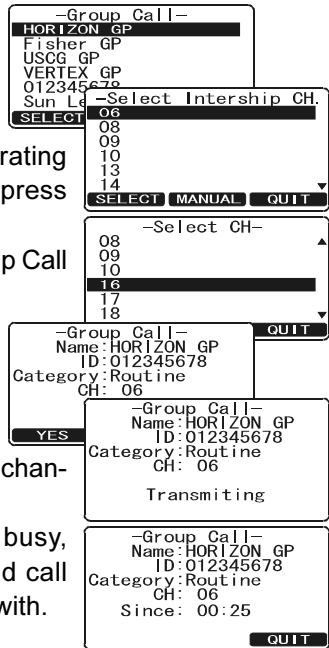 -Group Call-
HORIZON GP
Fisher GP
USCG GP
VERTEX GP
012345678
Sun
SELECT
-Select Intership CH.
06
08
09
10
13
14
SELECT MANUAL QUIT
rating
press
-Select CH-
08
09
10
16
17
18
QUIT
p Call
-Group Call-
Name:HORIZON GP
ID:012345678
Category:Routine
CH: 06
YES
-Group Call-
Name:HORIZON GP
ID:012345678
Category:Routine
CH: 06
Transmiting
chan-
busy,
d call
with.
-Group Call-
Name:HORIZON GP
ID:012345678
Category:Routine
CH: 06
Since: 00:25
QUIT